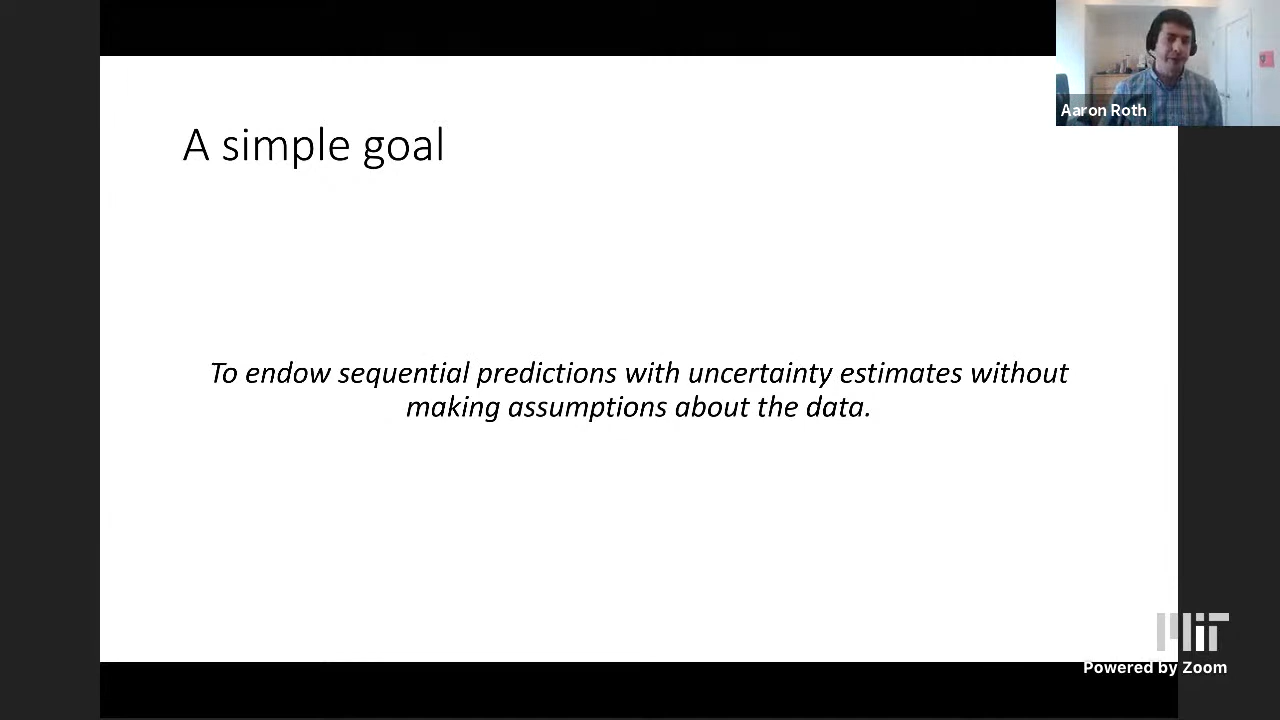 Aaron Roth
A simple goal
To endow sequential predictions with uncertainty estimates without
making assumptions about the data.
MIT
Powered by Zoom